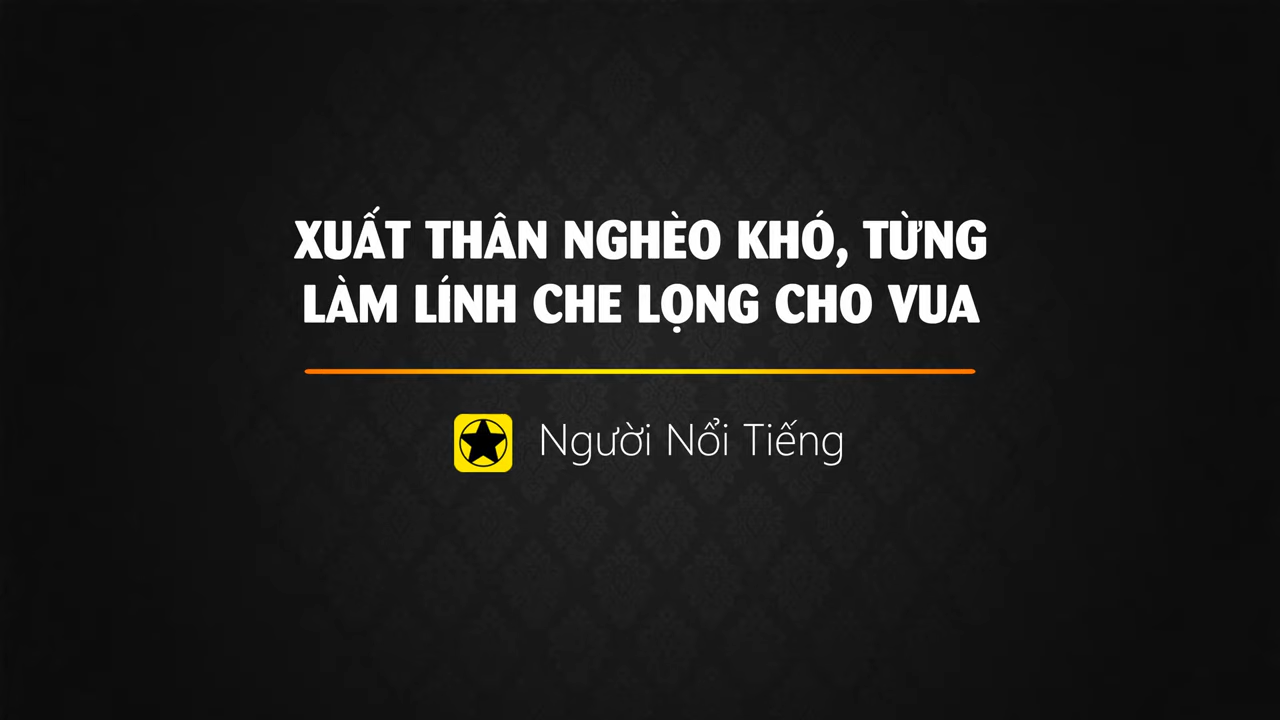 XUẤT THÂN NGHÈO KHÓ, TỪNG
LÀM LÍNH CHE LỌNG CHO VUA
Người Nổi Tiếng